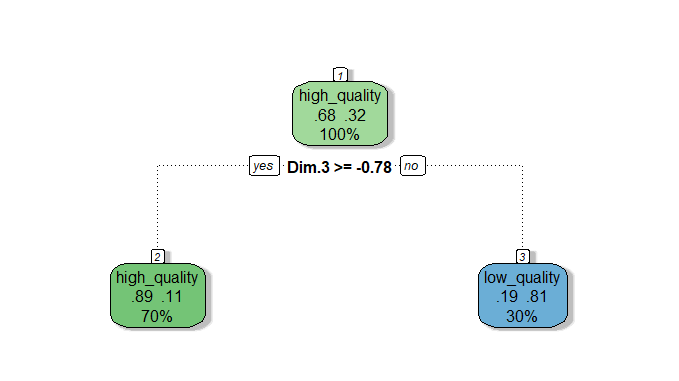 1
high_quality
.68 .32
100%
yes Dim.3 >= -0.78 no
2
high_quality
.89 .11
70%
3
low_quality
.19 .81
30%